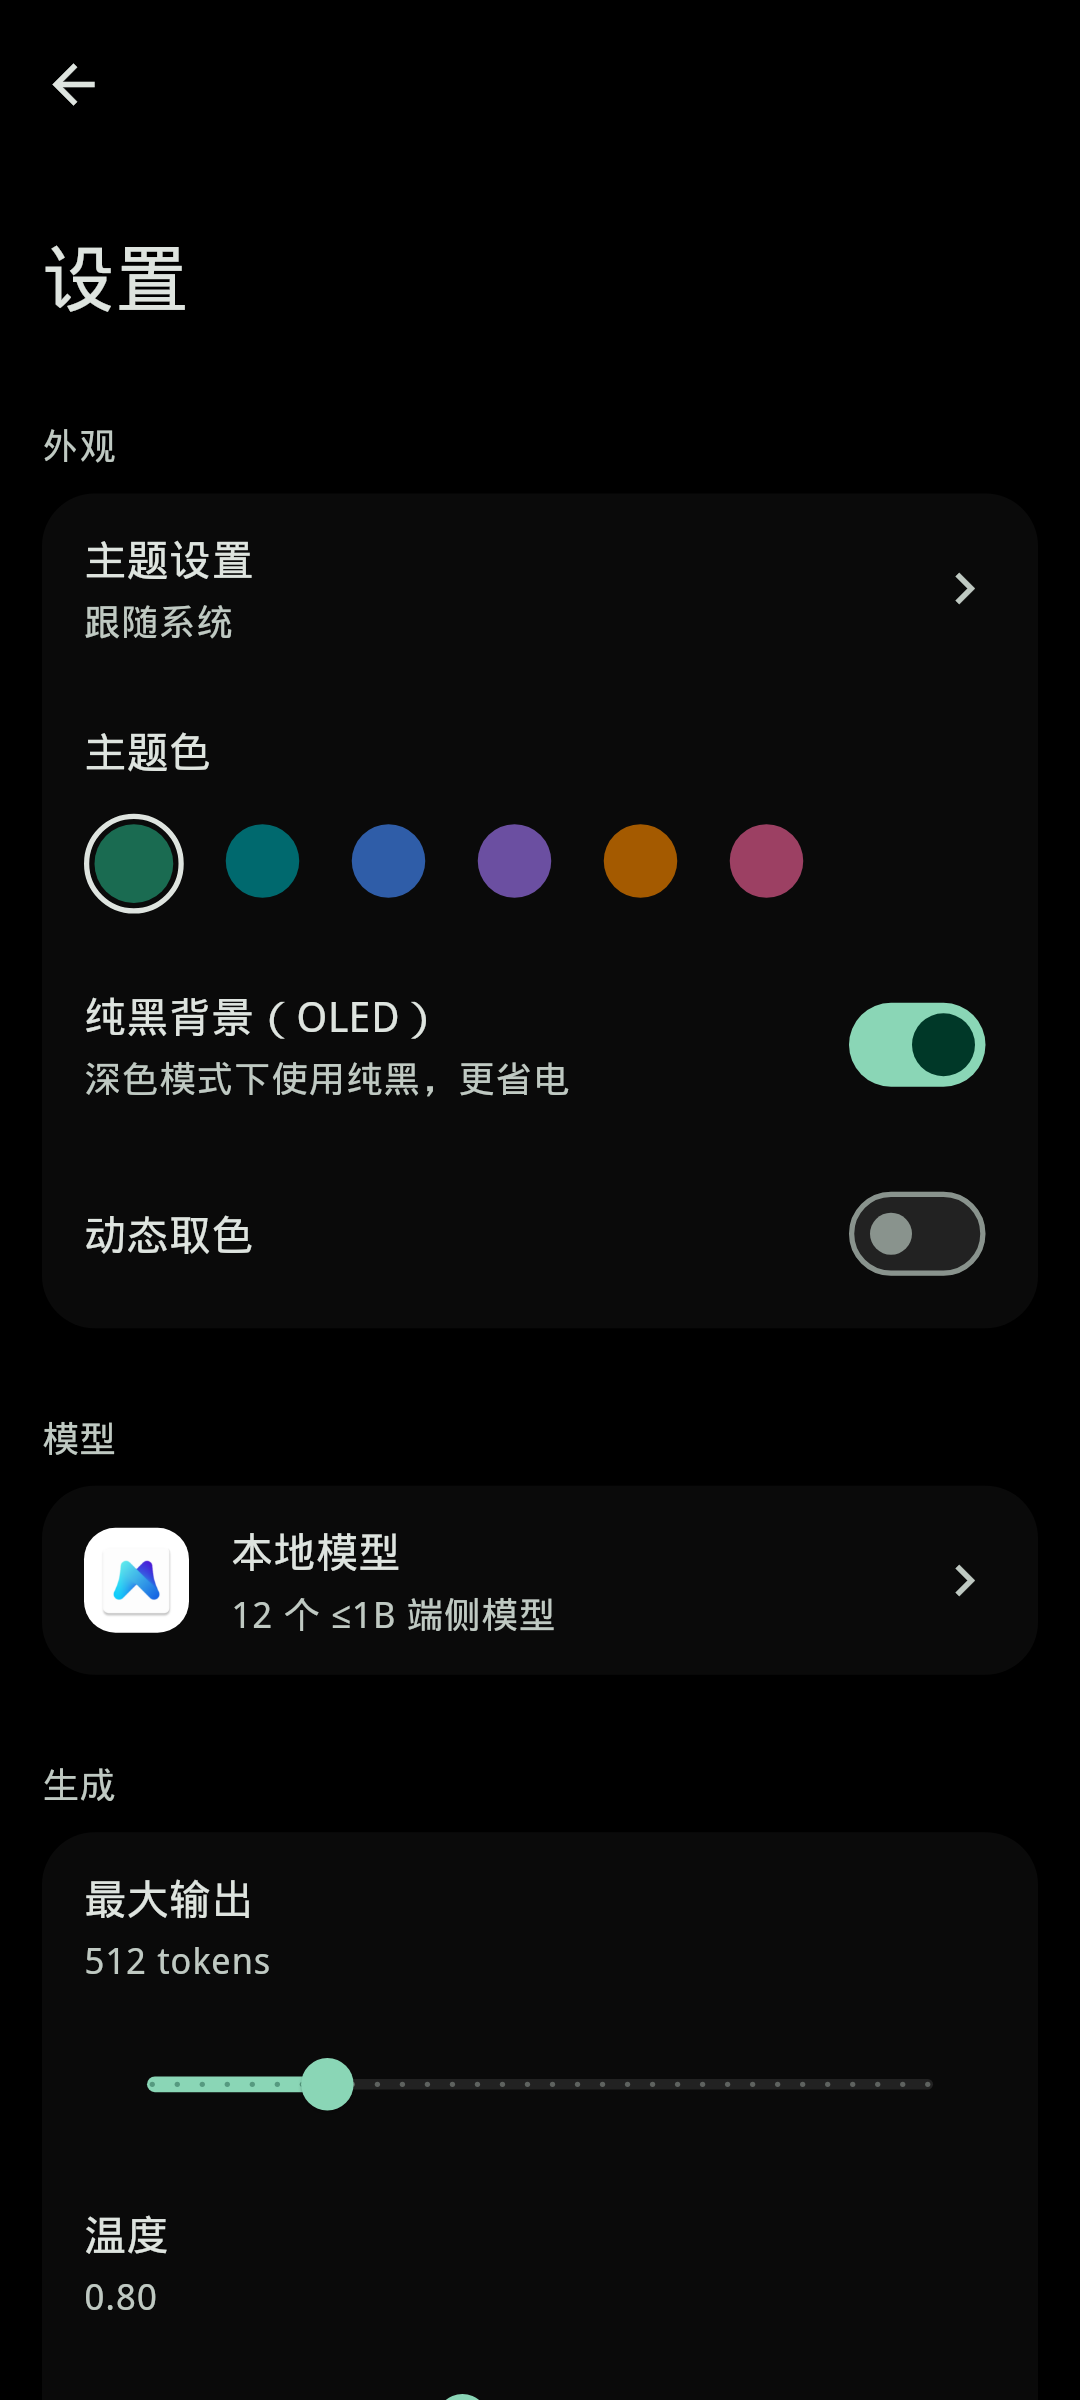 设置
外观
主题设置
跟随系统
主题色
纯黑背景（OLED）
深色模式下使用纯黑，更省电
动态取色
模型
本地模型
12 个 ≤1B 端侧模型
生成
最大输出
512 tokens
温度
0.80